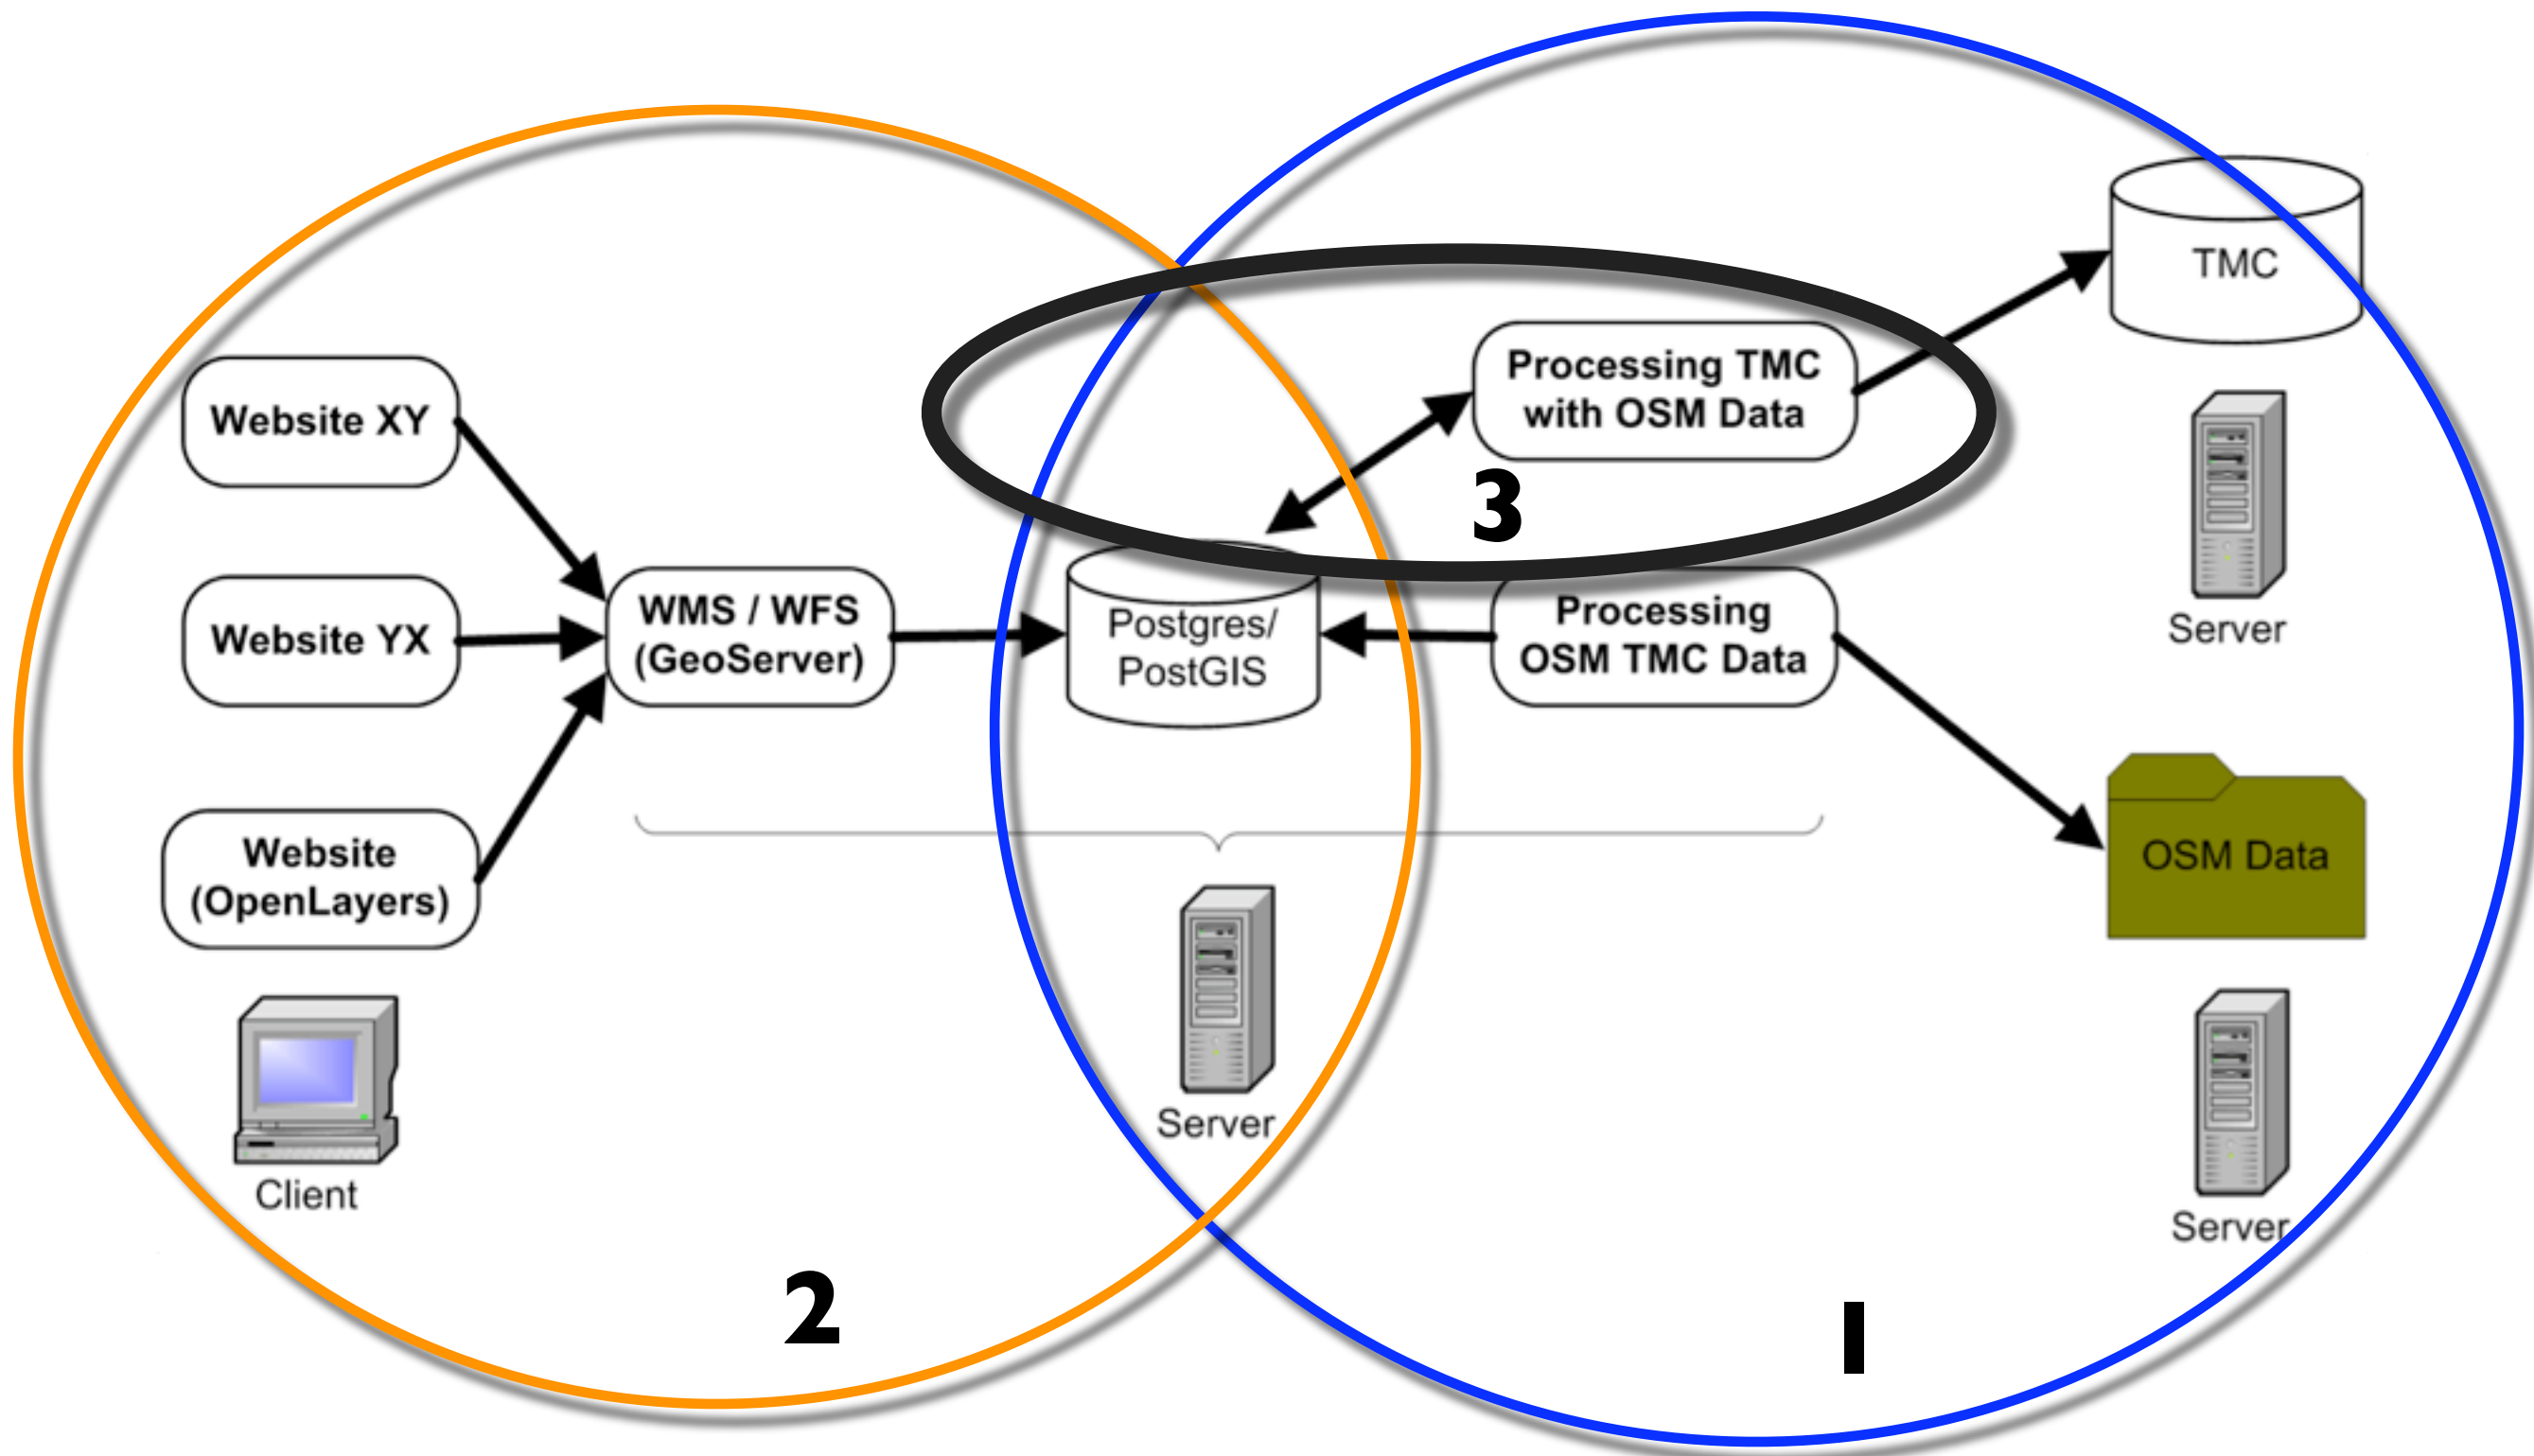 TMC
Processing TMC
with OSM Data
Website XY
3
Server
Website YX
WMS / WFS
(GeoServer)
Postgres/
PostGIS
Processing
OSM TMC Data
Website
(OpenLayers)
OSM Data
Server
Client
Server
2
1